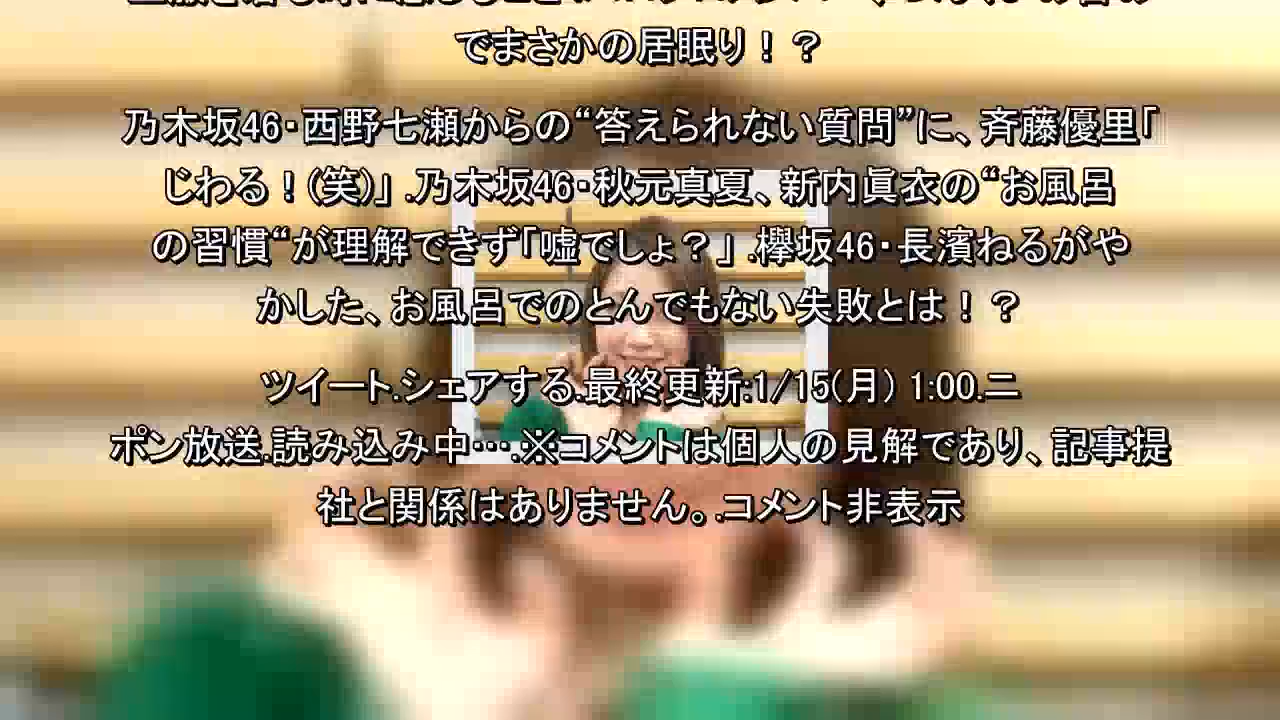 でまさかの居眠り！？
乃木坂46・西野七瀬からの“答えられない質問”に、斉藤優里「
じわる！(笑)」.乃木坂46・秋元真夏、新内眞衣の“お風呂
の習慣“が理解できず「嘘でしょ？」.欅坂46・長濱ねるがや
かした、お風呂でのとんでもない失敗とは！？
ツイート.シェアする.最終更新:1/15(月) 1:00.ニ
ポン放送.読み込み中….※コメントは個人の見解であり、記事提
社と関係はありません。.コメント非表示